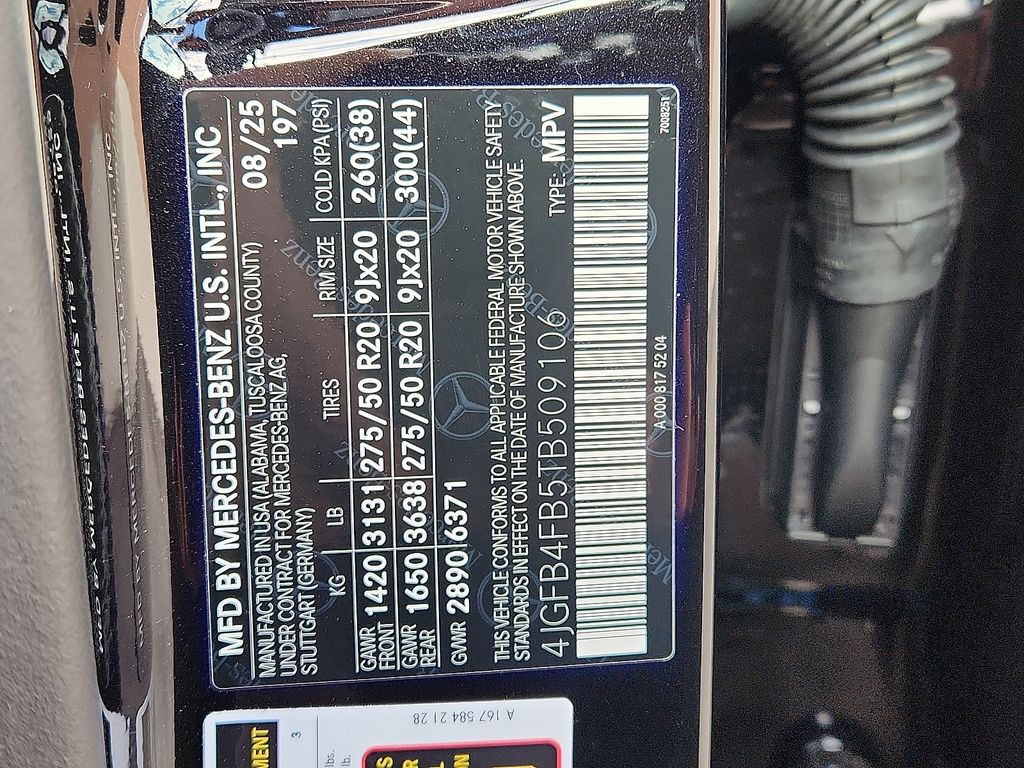 MFD BY MERCEDES-BENZ U.S. INTL., INC
08/25
MANUFACTURED IN USA (ALABAMA, TUSCALOOSA COUNTY)
197
UNDER CONTRACT FOR MERCEDES-BENZ AG,
STUTTGART (GERMANY)
KG LB TIRES RIM SIZE COLD KPA (PSI)
GAWR FRONT 1420 3131 275/50 R20 9Jx20 260(38)
GAWR REAR 1650 3638 275/50 R20 9Jx20 300(44)
GVWR 2890 6371
THIS VEHICLE CONFORMS TO ALL APPLICABLE FEDERAL MOTOR VEHICLE SAFETY
STANDARDS IN EFFECT ON THE DATE OF MANUFACTURE SHOWN ABOVE.
4JGFB4FB5TB509106 TYPE: MPV
A 000 817 52 04
7008251
A 167 584 21 28
3
lbs.
lb.